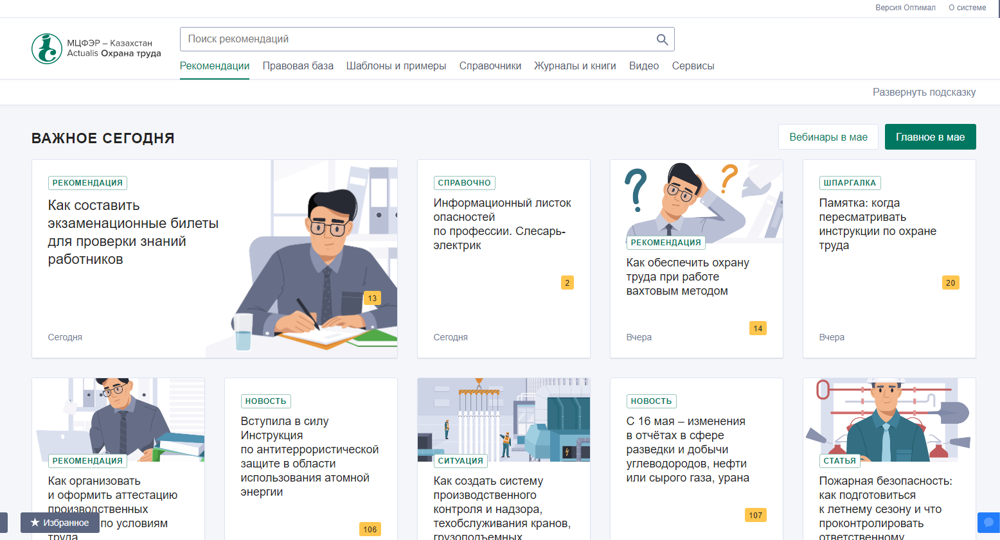 Версия Оптимал
О системе
МЦФЭР – Казахстан
Actualis Охрана труда
Поиск рекомендаций
Рекомендации
Правовая база
Шаблоны и примеры
Справочники
Журналы и книги
Видео
Сервисы
Развернуть подсказку
ВАЖНОЕ СЕГОДНЯ
Вебинары в мае
Главное в мае
РЕКОМЕНДАЦИЯ
Как составить
экзаменационные билеты
для проверки знаний
работников
13
Сегодня
СПРАВОЧНО
Информационный листок
опасностей
по профессии. Слесарь-
электрик
2
Сегодня
РЕКОМЕНДАЦИЯ
Как обеспечить охрану
труда при работе
вахтовым методом
14
Вчера
ШПАРГАЛКА
Памятка: когда
пересматривать
инструкции по охране
труда
20
Вчера
РЕКОМЕНДАЦИЯ
Как организовать
и оформить аттестацию
производственных
по условиям
труда
Избранное
НОВОСТЬ
Вступила в силу
Инструкция
по антитеррористической
защите в области
использования атомной
энергии
106
СИТУАЦИЯ
Как создать систему
производственного
контроля и надзора,
техобслуживания кранов,
грузоподъемных
НОВОСТЬ
С 16 мая – изменения
в отчётах в сфере
разведки и добычи
углеводородов, нефти
или сырого газа, урана
107
СТАТЬЯ
Пожарная безопасность:
как подготовиться
к летнему сезону и что
проконтролировать
ответственному